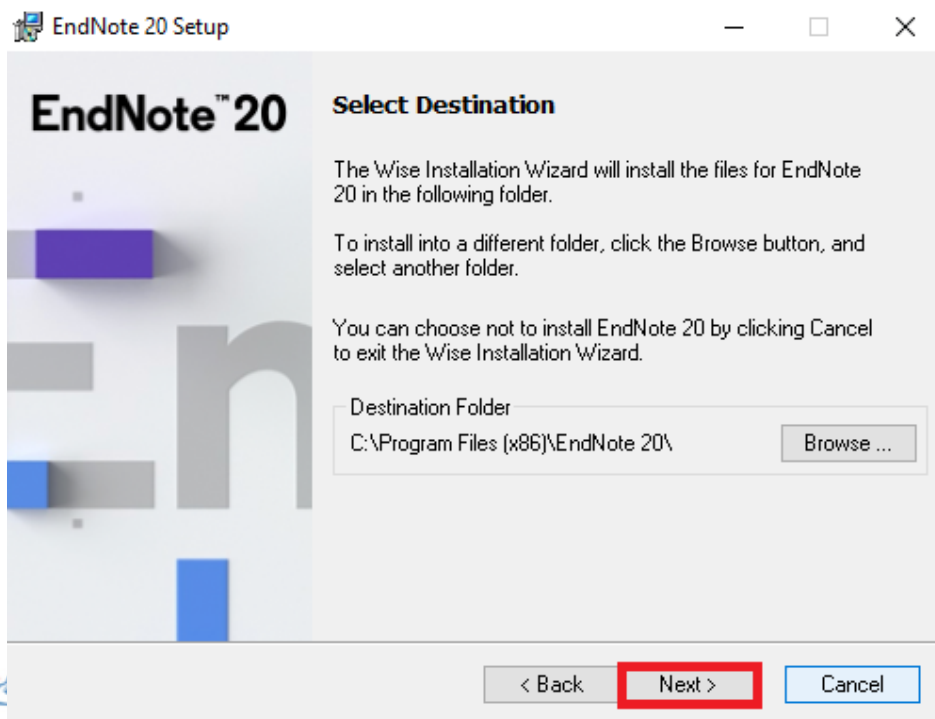 EndNote 20 Setup
EndNote™20
Select Destination
The Wise Installation Wizard will install the files for EndNote
20 in the following folder.
To install into a different folder, click the Browse button, and
select another folder.
You can choose not to install EndNote 20 by clicking Cancel
to exit the Wise Installation Wizard.
Destination Folder
C:\Program Files (x86)\EndNote 20\
Browse ...
En
< Back
Next >
Cancel